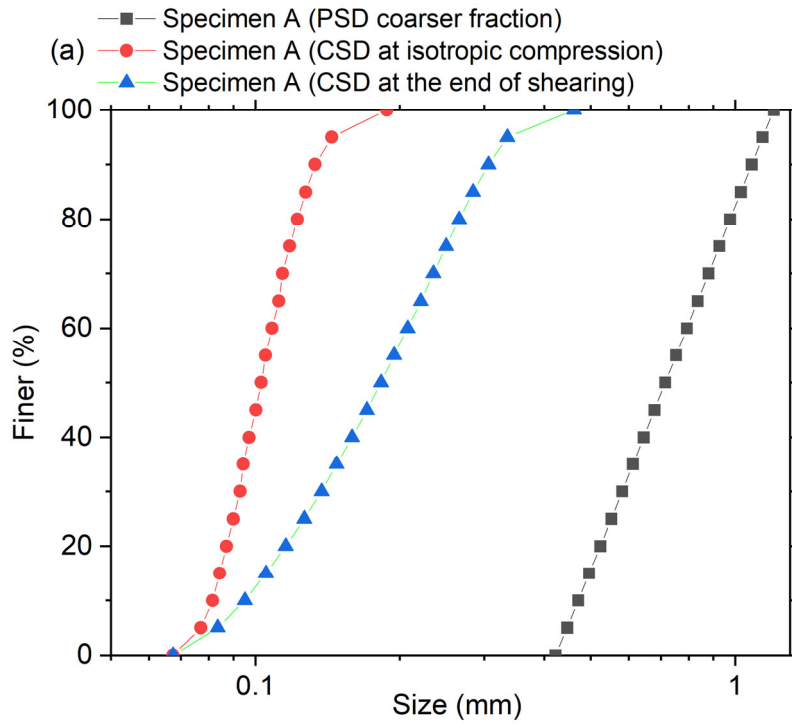 Specimen A (PSD coarser fraction)
(a) Specimen A (CSD at isotropic compression)
Specimen A (CSD at the end of shearing)
100
80
60
40
20
0
Finer (%)
0.1
1
Size (mm)